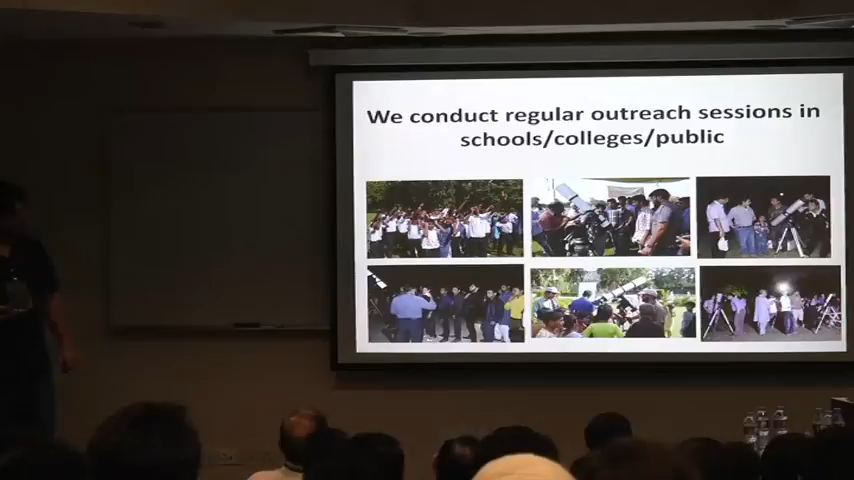 We conduct regular outreach sessions in
schools/colleges/public